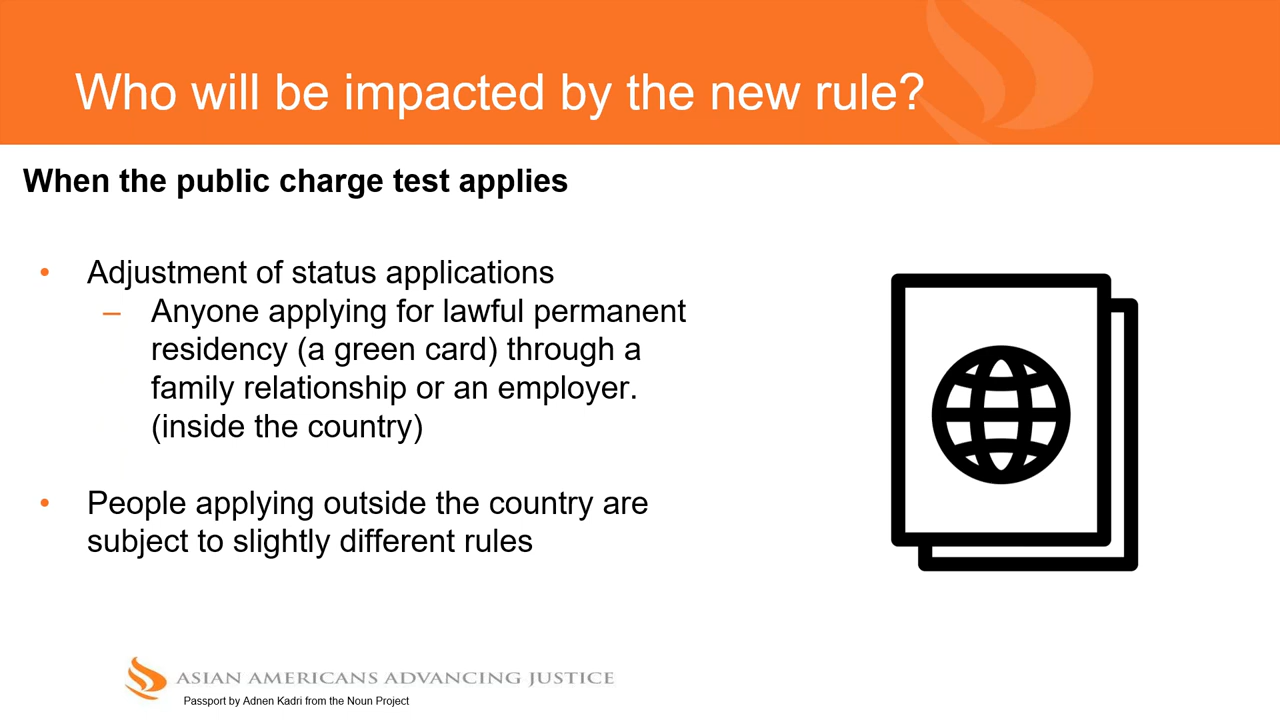 Who will be impacted by the new rule?
When the public charge test applies
• Adjustment of status applications
– Anyone applying for lawful permanent
residency (a green card) through a
family relationship or an employer.
(inside the country)
• People applying outside the country are
subject to slightly different rules
ASIAN AMERICANS ADVANCING JUSTICE
Passport by Adnen Kadri from the Noun Project